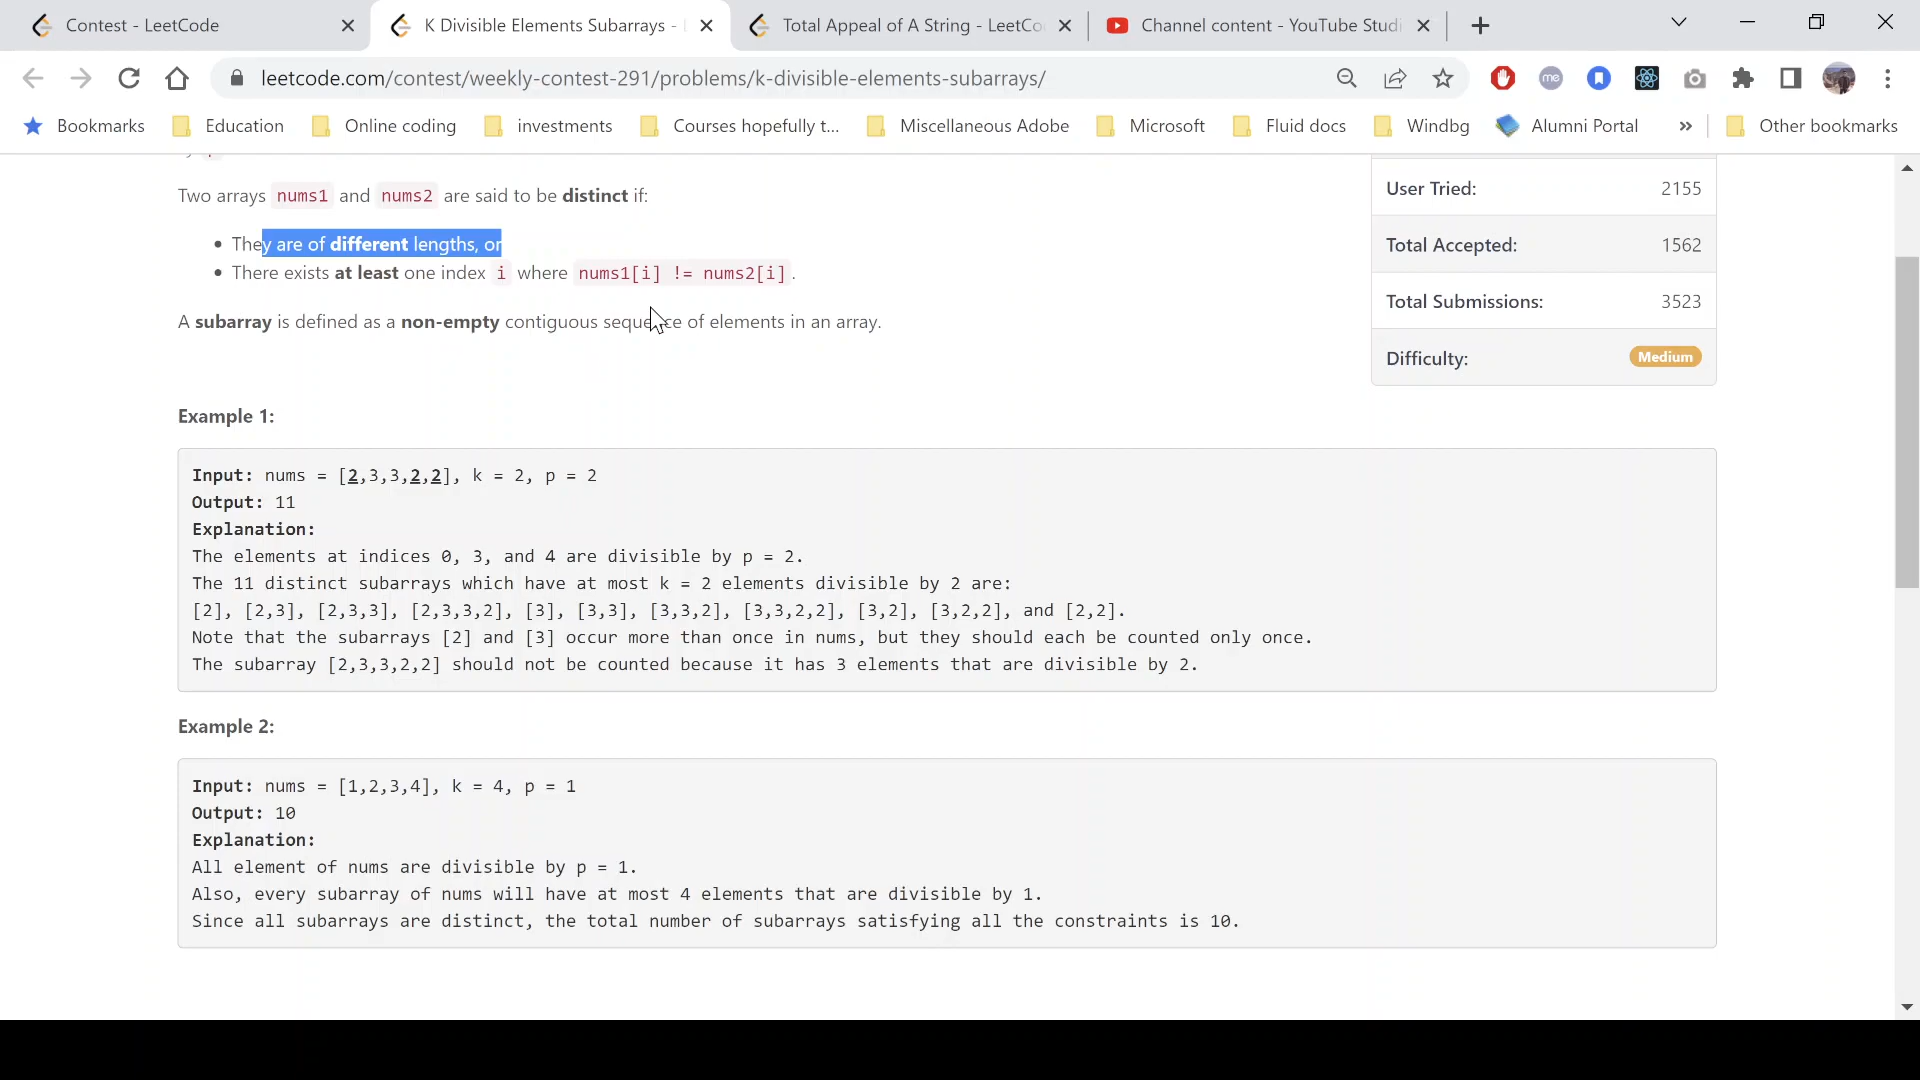 Contest - LeetCode
K Divisible Elements Subarrays -
Total Appeal of A String - LeetCo
Channel content - YouTube Studi
leetcode.com/contest/weekly-contest-291/problems/k-divisible-elements-subarrays/
me
Bookmarks Education Online coding investments Courses hopefully t... Miscellaneous Adobe Microsoft Fluid docs Windbg Alumni Portal » Other bookmarks
Two arrays nums1 and nums2 are said to be distinct if:
• They are of different lengths, or
• There exists at least one index i where nums1[i] != nums2[i].
A subarray is defined as a non-empty contiguous sequence of elements in an array.
User Tried: 2155
Total Accepted: 1562
Total Submissions: 3523
Difficulty: Medium
Example 1:
Input: nums = [2,3,3,2,2], k = 2, p = 2
Output: 11
Explanation:
The elements at indices 0, 3, and 4 are divisible by p = 2.
The 11 distinct subarrays which have at most k = 2 elements divisible by 2 are:
[2], [2,3], [2,3,3], [2,3,3,2], [3], [3,3], [3,3,2], [3,3,2,2], [3,2], [3,2,2], and [2,2].
Note that the subarrays [2] and [3] occur more than once in nums, but they should each be counted only once.
The subarray [2,3,3,2,2] should not be counted because it has 3 elements that are divisible by 2.
Example 2:
Input: nums = [1,2,3,4], k = 4, p = 1
Output: 10
Explanation:
All element of nums are divisible by p = 1.
Also, every subarray of nums will have at most 4 elements that are divisible by 1.
Since all subarrays are distinct, the total number of subarrays satisfying all the constraints is 10.